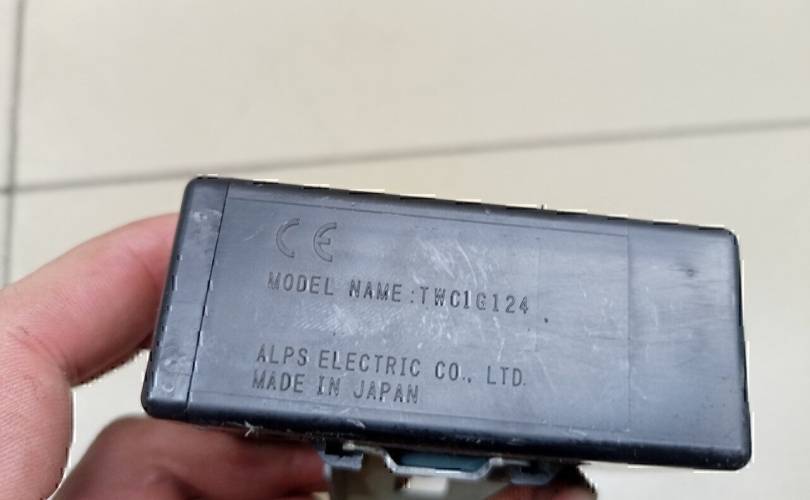 CE
MODEL NAME:TWC1G124
ALPS ELECTRIC CO., LTD.
MADE IN JAPAN